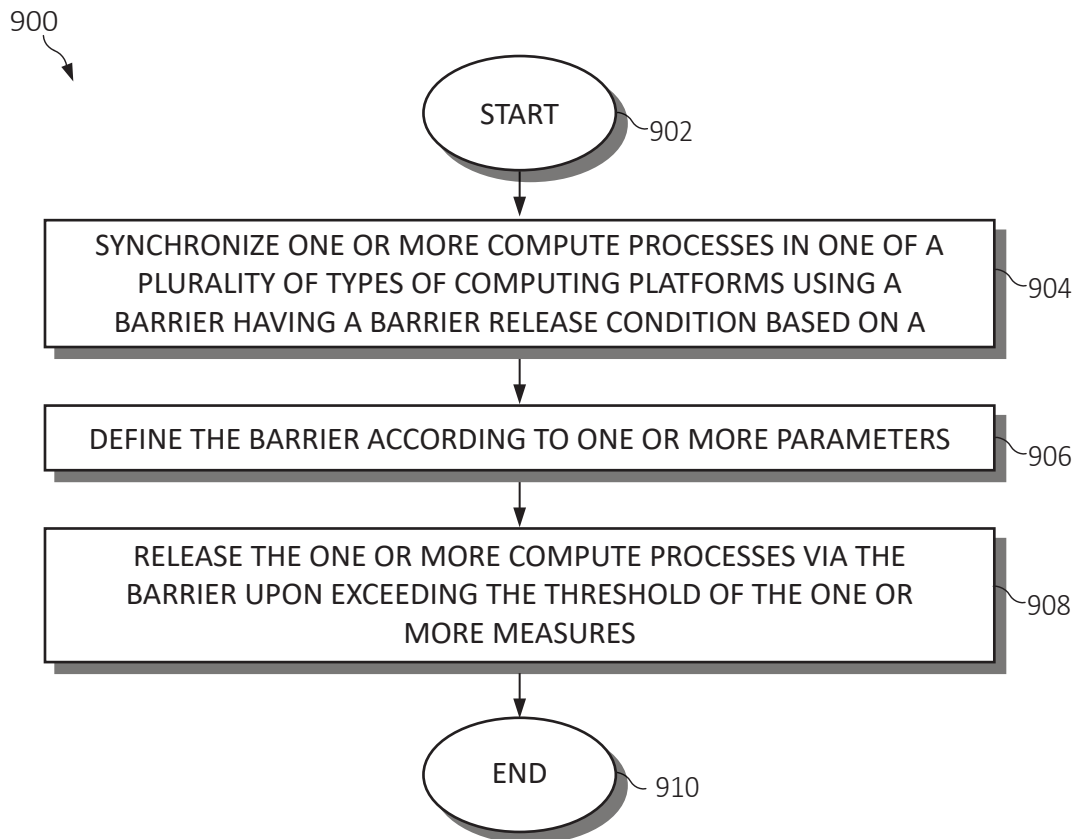 900
START
902
SYNCHRONIZE ONE OR MORE COMPUTE PROCESSES IN ONE OF A
PLURALITY OF TYPES OF COMPUTING PLATFORMS USING A
BARRIER HAVING A BARRIER RELEASE CONDITION BASED ON A
904
DEFINE THE BARRIER ACCORDING TO ONE OR MORE PARAMETERS
906
RELEASE THE ONE OR MORE COMPUTE PROCESSES VIA THE
BARRIER UPON EXCEEDING THE THRESHOLD OF THE ONE OR
MORE MEASURES
908
END
910